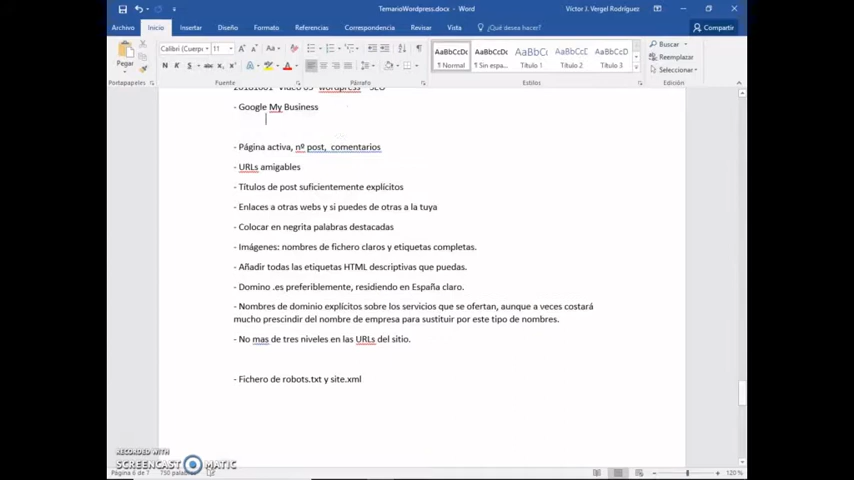 TemarioWordpress.docx - Word
Víctor J. Vergel Rodríguez
Archivo Inicio Insertar Diseño Formato Referencias Correspondencia Revisar Vista ¿Qué desea hacer? Compartir
Pegar
Calibri (Cuerpo) 11
N K S abc
AaBbCcDc AaBbCcDc AaBbCc AaBbCcD AaBbCcD
¶ Normal ¶ Sin espa... Título 1 Título 2 Título 3
Buscar
Reemplazar
Seleccionar
Portapapeles Fuente Párrafo Estilos Edición
- Google My Business
- Página activa, nº post, comentarios
- URLs amigables
- Títulos de post suficientemente explícitos
- Enlaces a otras webs y si puedes de otras a la tuya
- Colocar en negrita palabras destacadas
- Imágenes: nombres de fichero claros y etiquetas completas.
- Añadir todas las etiquetas HTML descriptivas que puedas.
- Domino .es preferiblemente, residiendo en España claro.
- Nombres de dominio explícitos sobre los servicios que se ofertan, aunque a veces costará
mucho prescindir del nombre de empresa para sustituir por este tipo de nombres.
- No mas de tres niveles en las URLs del sitio.
- Fichero de robots.txt y site.xml
RECORDED WITH
SCREENCAST MATIC
Página 6 de 7 750 palabras
120 %